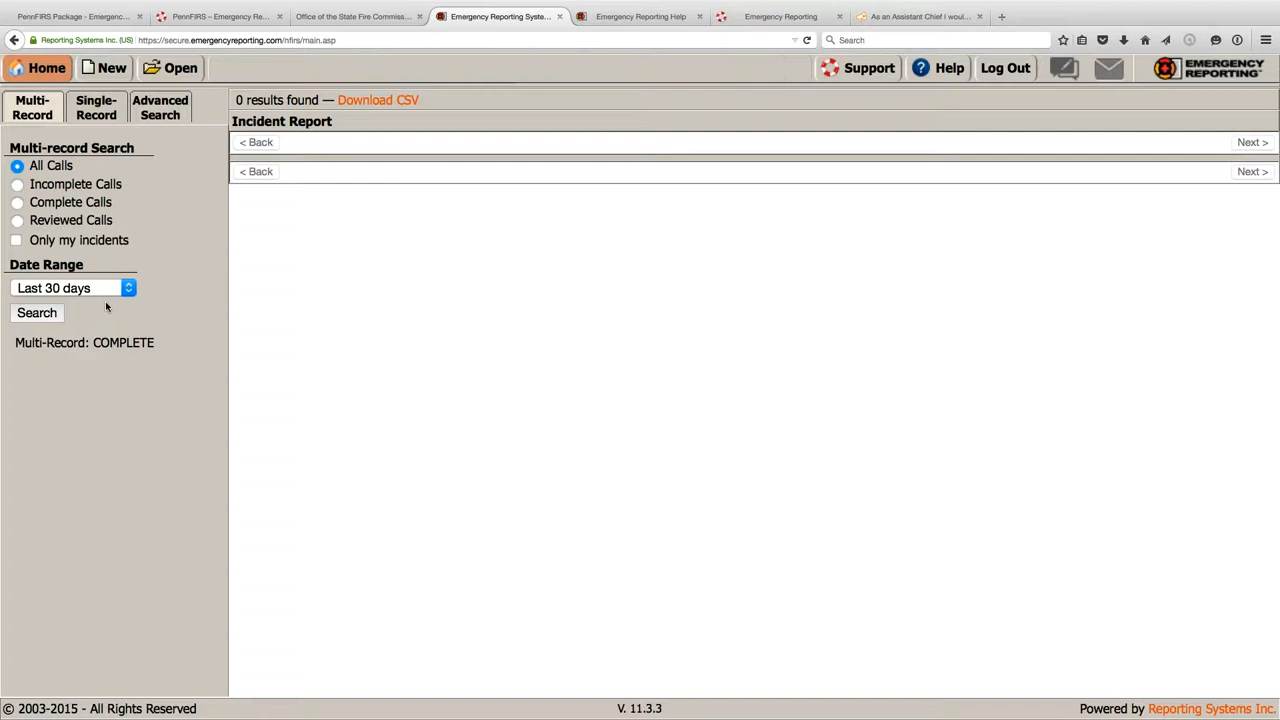 PennFIRS Package - Emergenc...
PennFIRS – Emergency Re...
Office of the State Fire Commiss...
Emergency Reporting Syste...
Emergency Reporting Help
Emergency Reporting
As an Assistant Chief I woul...
Reporting Systems Inc. (US)
https://secure.emergencyreporting.com/nfirs/main.asp
Search
Home
New
Open
Support
Help
Log Out
EMERGENCY
REPORTING
Multi-
Record
Single-
Record
Advanced
Search
0 results found — Download CSV
Incident Report
< Back
Next >
< Back
Next >
Multi-record Search
All Calls
Incomplete Calls
Complete Calls
Reviewed Calls
Only my incidents
Date Range
Last 30 days
Search
Multi-Record: COMPLETE
© 2003-2015 - All Rights Reserved
V. 11.3.3
Powered by Reporting Systems Inc.